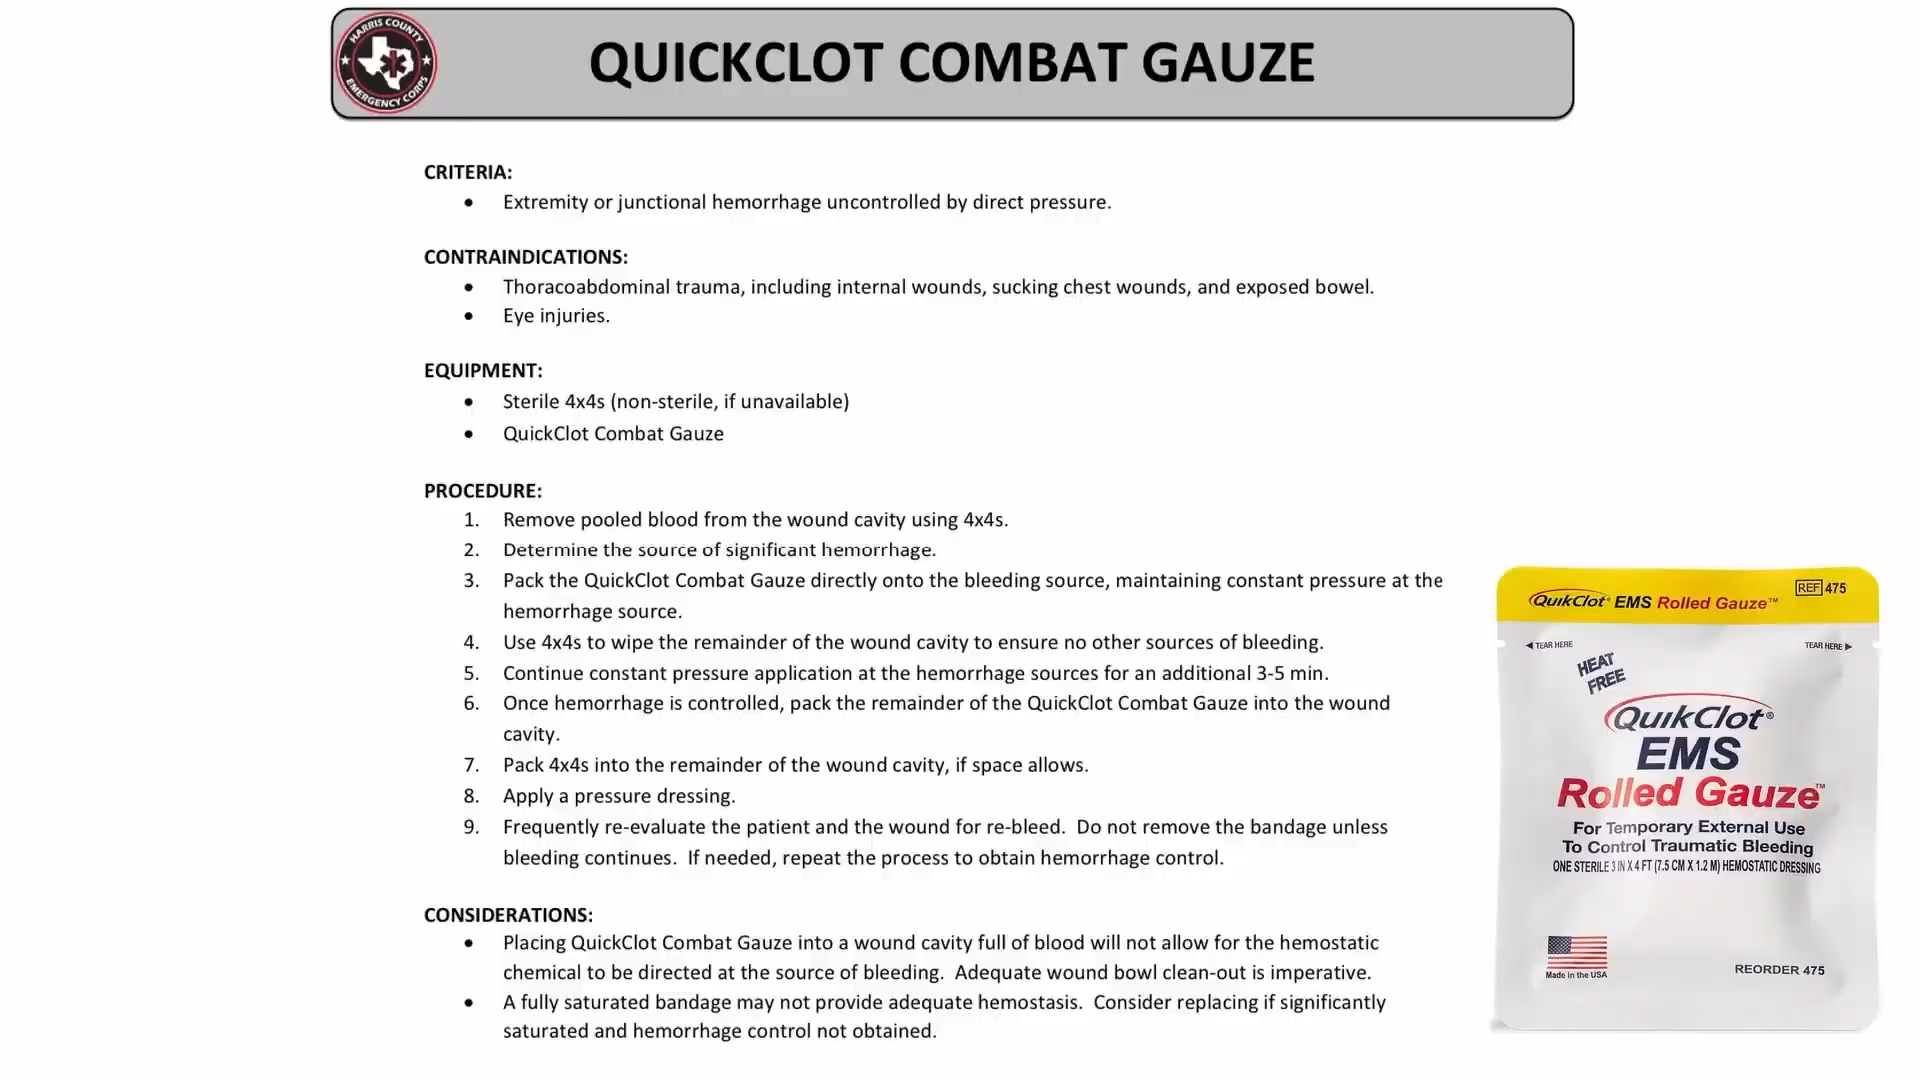 HARRIS COUNTY
EMERGENCY CORPS
QUICKCLOT COMBAT GAUZE
CRITERIA:
• Extremity or junctional hemorrhage uncontrolled by direct pressure.
CONTRAINDICATIONS:
• Thoracoabdominal trauma, including internal wounds, sucking chest wounds, and exposed bowel.
• Eye injuries.
EQUIPMENT:
• Sterile 4x4s (non-sterile, if unavailable)
• QuickClot Combat Gauze
PROCEDURE:
1. Remove pooled blood from the wound cavity using 4x4s.
2. Determine the source of significant hemorrhage.
3. Pack the QuickClot Combat Gauze directly onto the bleeding source, maintaining constant pressure at the
hemorrhage source.
4. Use 4x4s to wipe the remainder of the wound cavity to ensure no other sources of bleeding.
5. Continue constant pressure application at the hemorrhage sources for an additional 3-5 min.
6. Once hemorrhage is controlled, pack the remainder of the QuickClot Combat Gauze into the wound
cavity.
7. Pack 4x4s into the remainder of the wound cavity, if space allows.
8. Apply a pressure dressing.
9. Frequently re-evaluate the patient and the wound for re-bleed. Do not remove the bandage unless
bleeding continues. If needed, repeat the process to obtain hemorrhage control.
CONSIDERATIONS:
• Placing QuickClot Combat Gauze into a wound cavity full of blood will not allow for the hemostatic
chemical to be directed at the source of bleeding. Adequate wound bowl clean-out is imperative.
• A fully saturated bandage may not provide adequate hemostasis. Consider replacing if significantly
saturated and hemorrhage control not obtained.
QuikClot® EMS Rolled Gauze™ REF 475
◀ TEAR HERE TEAR HERE ▶
HEAT
FREE
QuikClot®
EMS
Rolled Gauze™
For Temporary External Use
To Control Traumatic Bleeding
ONE STERILE 3 IN X 4 FT (7.5 CM X 1.2 M) HEMOSTATIC DRESSING
Made in the USA
REORDER 475